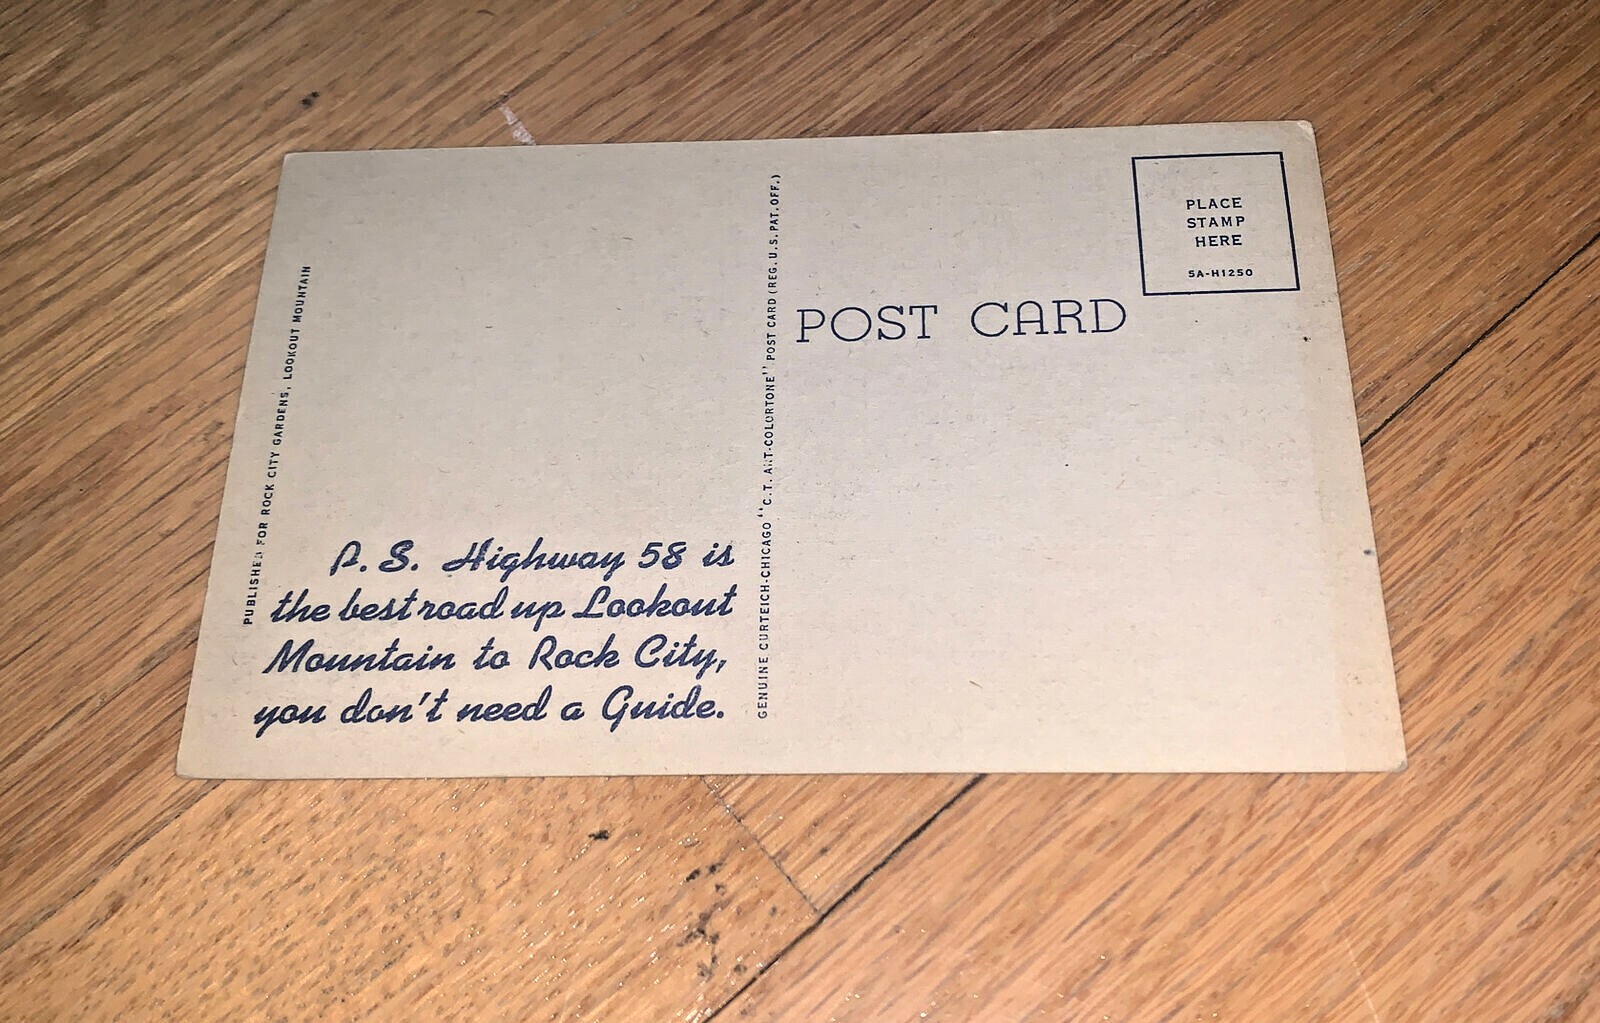 PUBLISHED FOR ROCK CITY GARDENS, LOOKOUT MOUNTAIN
P. S. Highway 58 is
the best road up Lookout
Mountain to Rock City,
you don't need a Guide.
GENUINE CURTEICH-CHICAGO "C.T. ART-COLORTONE" POST CARD (REG. U.S. PAT. OFF.)
POST CARD
PLACE
STAMP
HERE
5A-H1250